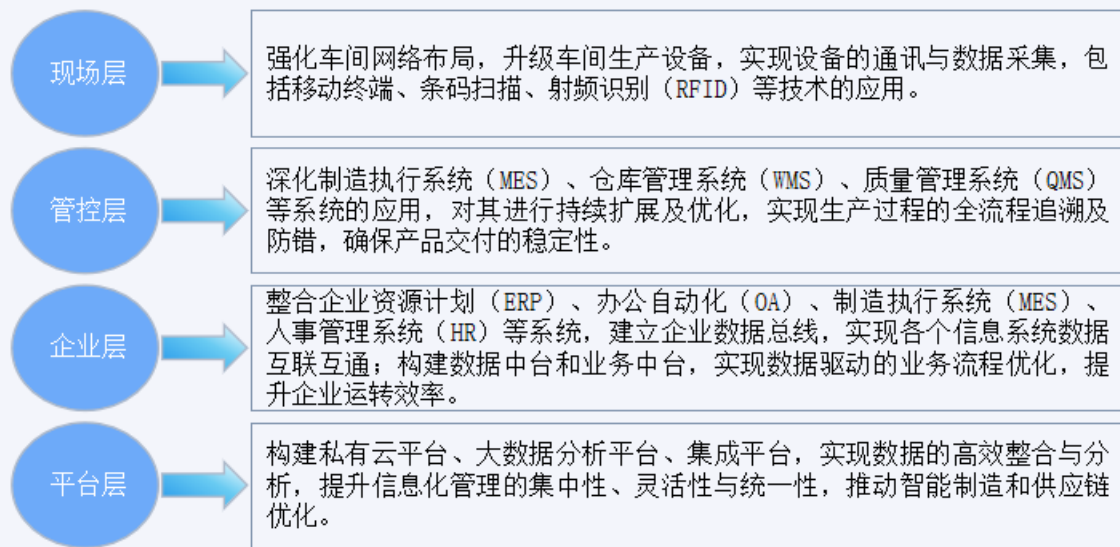 现场层
强化车间网络布局，升级车间生产设备，实现设备的通讯与数据采集，包
括移动终端、条码扫描、射频识别（RFID）等技术的应用。
管控层
深化制造执行系统（MES）、仓库管理系统（WMS）、质量管理系统（QMS）
等系统的应用，对其进行持续扩展及优化，实现生产过程的全流程追溯及
防错，确保产品交付的稳定性。
企业层
整合企业资源计划（ERP）、办公自动化（OA）、制造执行系统（MES）、
人事管理系统（HR）等系统，建立企业数据总线，实现各个信息系统数据
互联互通；构建数据中台和业务中台，实现数据驱动的业务流程优化，提
升企业运转效率。
平台层
构建私有云平台、大数据分析平台、集成平台，实现数据的高效整合与分
析，提升信息化管理的集中性、灵活性与统一性，推动智能制造和供应链
优化。